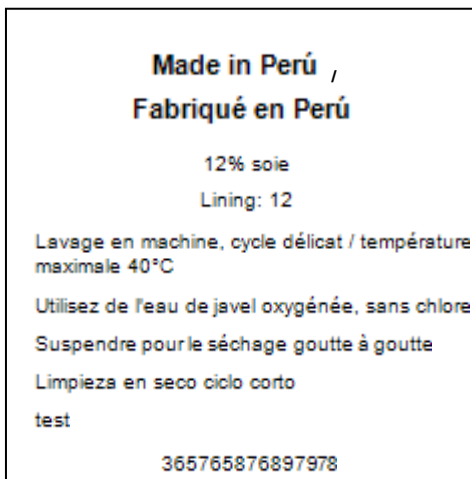 Made in Perú /
Fabriqué en Perú
12% soie
Lining: 12
Lavage en machine, cycle délicat / température
maximale 40°C
Utilisez de l'eau de javel oxygénée, sans chlore
Suspendre pour le séchage goutte à goutte
Limpieza en seco ciclo corto
test
365765876897978